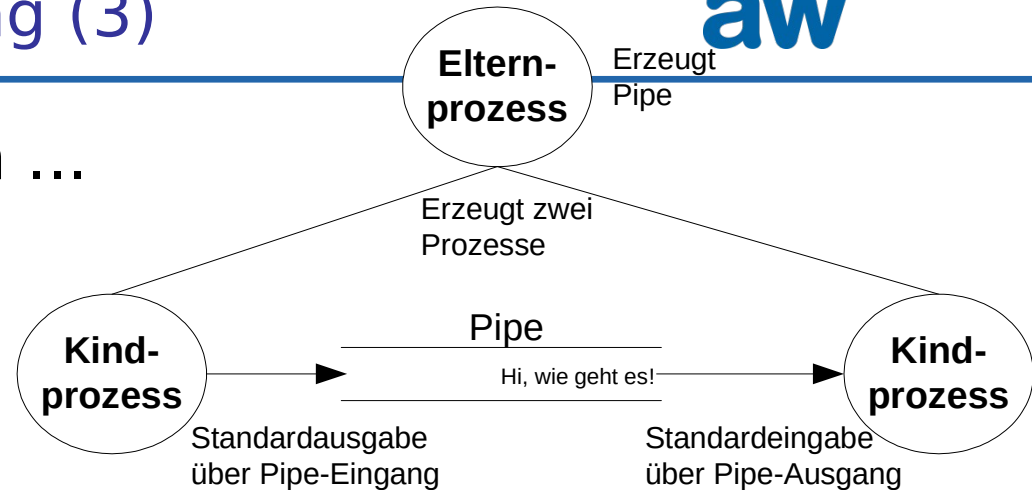 (3)
aw
Eltern-
prozess
Erzeugt
Pipe
...
Erzeugt zwei
Prozesse
Pipe
Kind-
prozess
Hi, wie geht es!
Kind-
prozess
Standardausgabe
über Pipe-Eingang
Standardeingabe
über Pipe-Ausgang